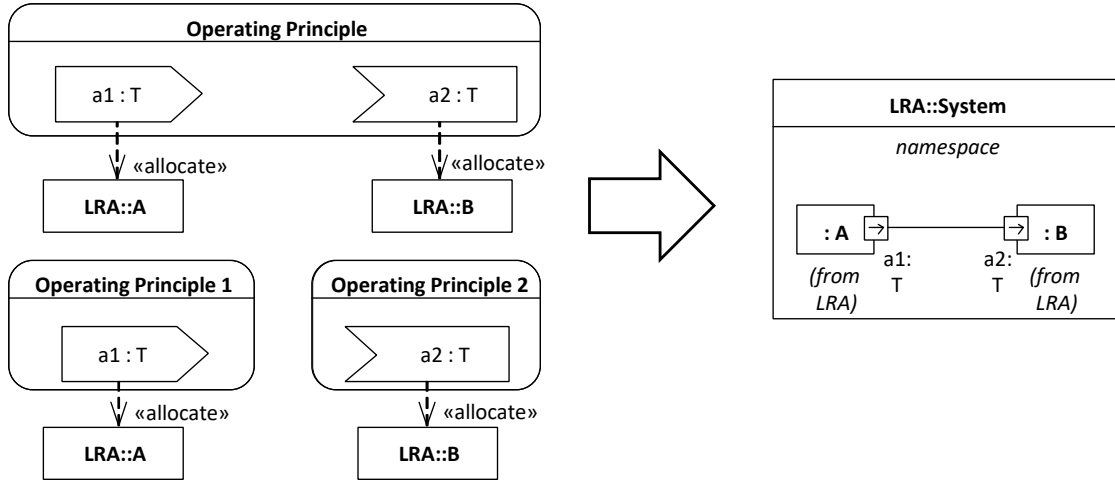 Operating Principle
a1 : T
a2 : T
«allocate»
«allocate»
LRA::A
LRA::B
Operating Principle 1
Operating Principle 2
a1 : T
a2 : T
«allocate»
«allocate»
LRA::A
LRA::B
LRA::System
namespace
: A
: B
a1:
T
a2:
T
(from
LRA)
(from
LRA)